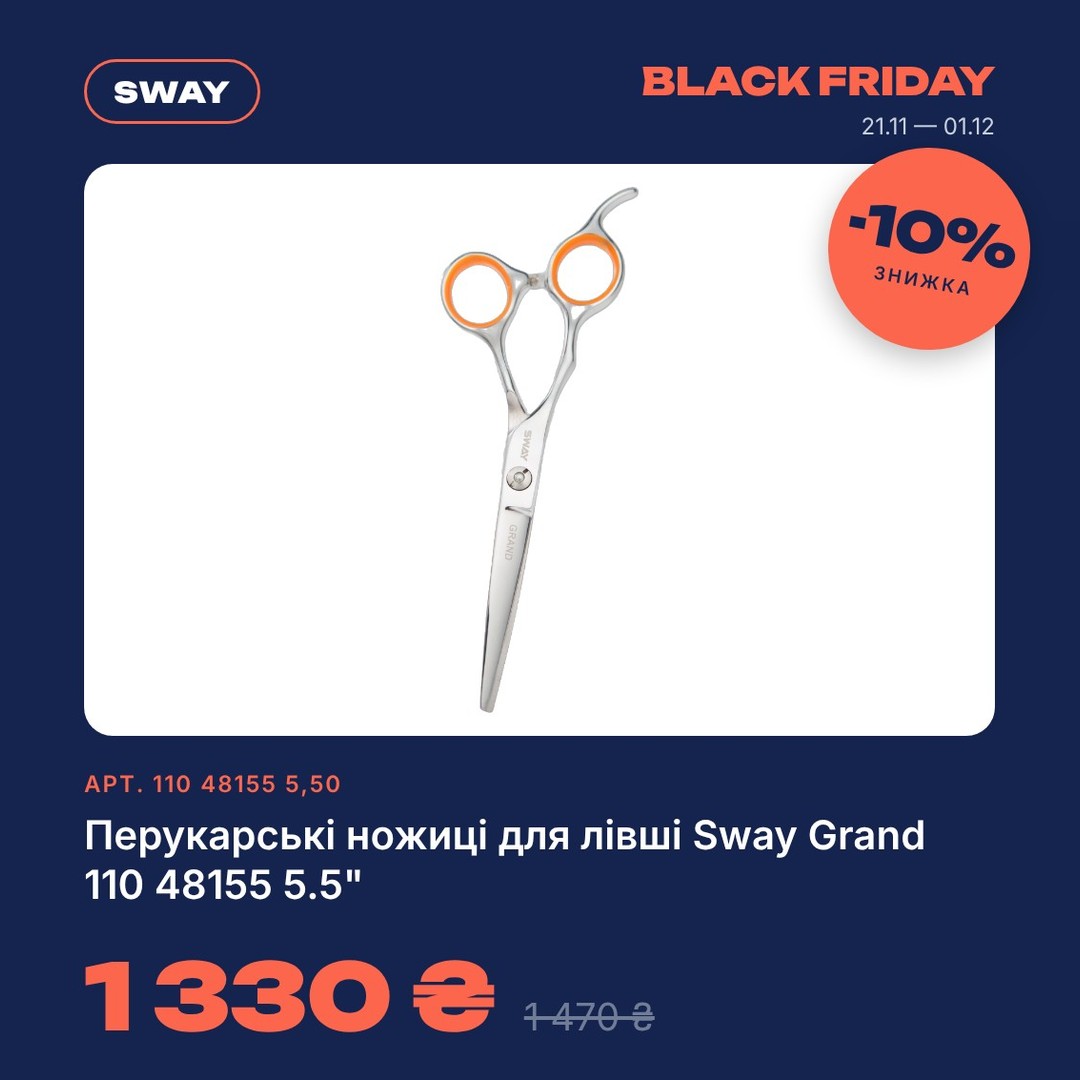 SWAY
BLACK FRIDAY
21.11 — 01.12
-10%
ЗНИЖКА
SWAY
GRAND
АРТ. 110 48155 5,50
Перукарські ножиці для лівші Sway Grand
110 48155 5.5"
1 330 ₴
1 470 ₴